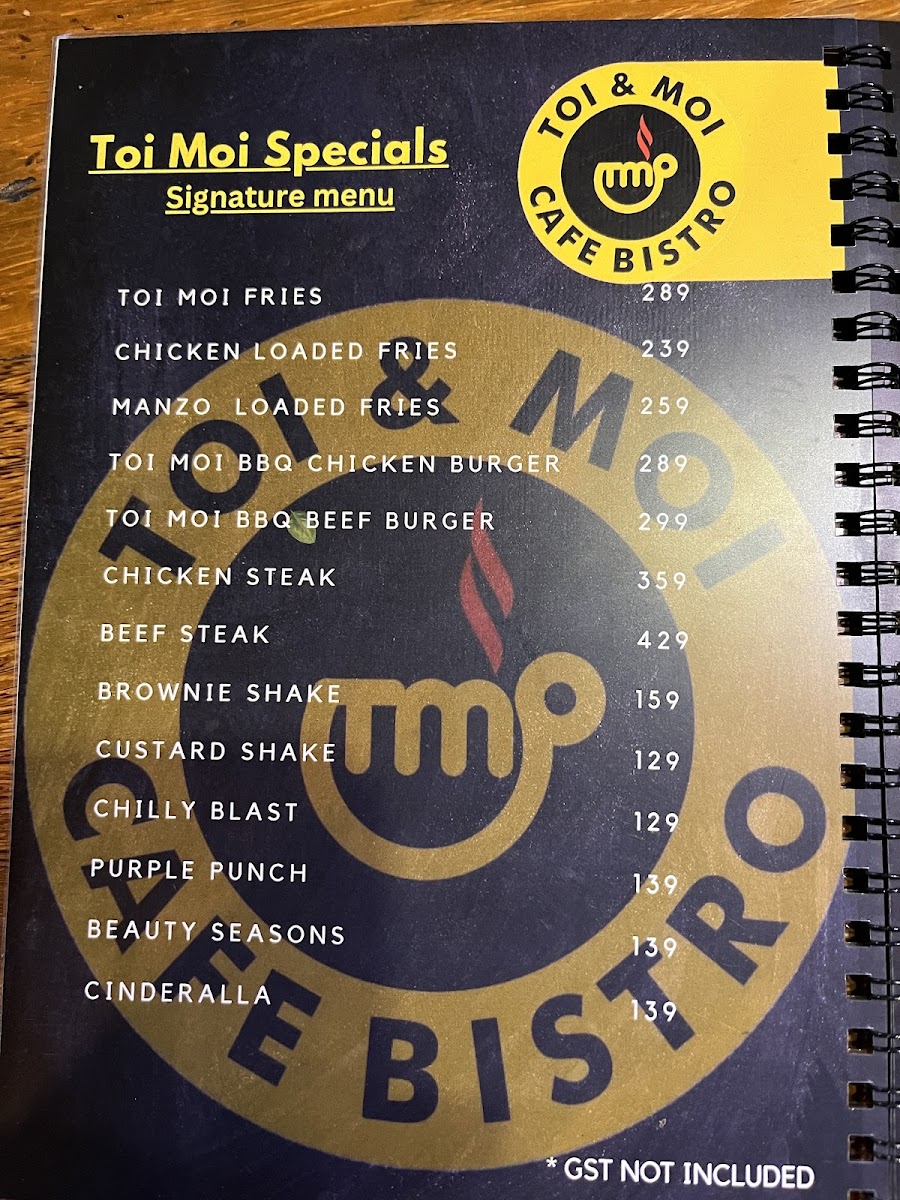 Toi Moi Specials
Signature menu
TOI & MOI
CAFE BISTRO
TOI MOI FRIES 289
CHICKEN LOADED FRIES 239
MANZO LOADED FRIES 259
TOI MOI BBQ CHICKEN BURGER 289
TOI MOI BBQ BEEF BURGER 299
CHICKEN STEAK 359
BEEF STEAK 429
BROWNIE SHAKE 159
CUSTARD SHAKE 129
CHILLY BLAST 129
PURPLE PUNCH 139
BEAUTY SEASONS 139
CINDERALLA 139
TOI & MOI
TMO
CAFE BISTRO
* GST NOT INCLUDED